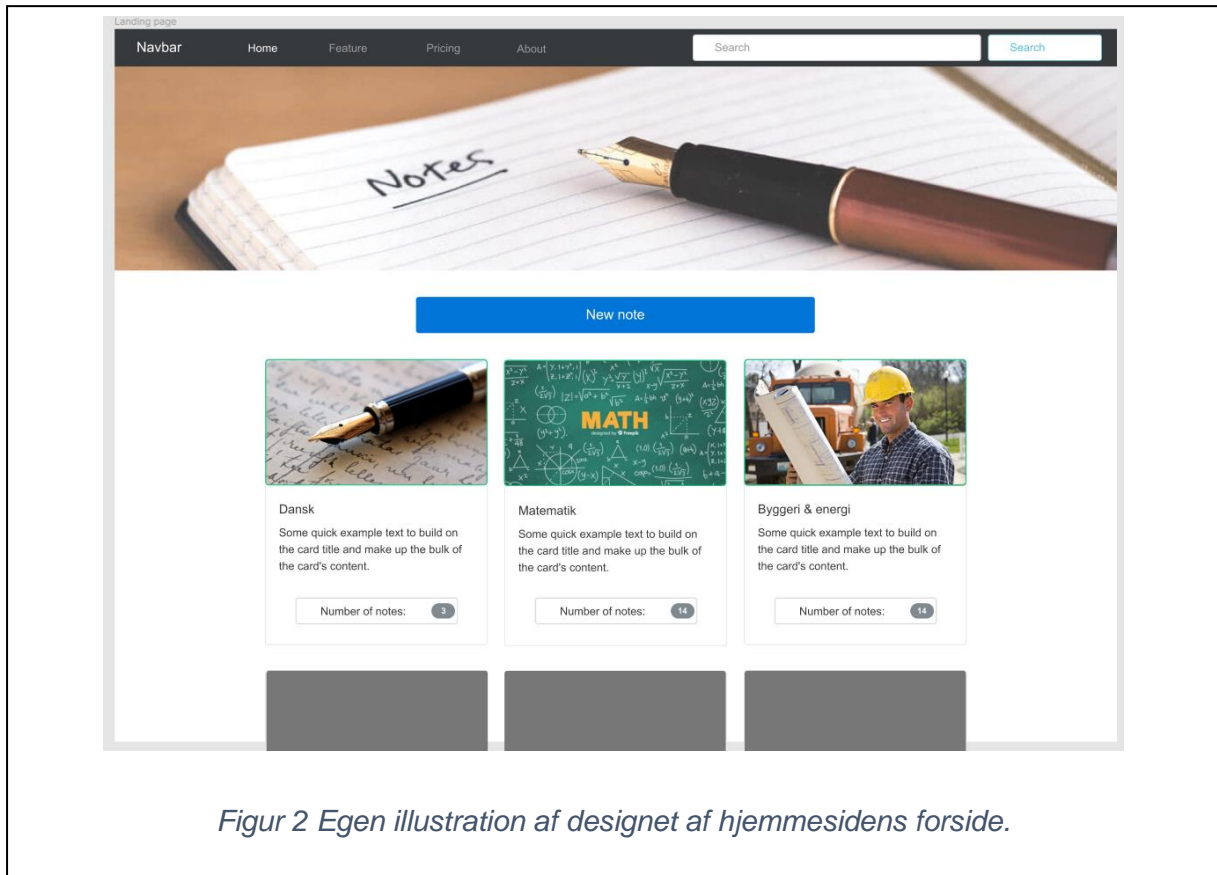 Landing page
Navbar Home Feature Pricing About Search Search
Notes
New note
MATH
designed by freepik
Dansk
Some quick example text to build on
the card title and make up the bulk of
the card's content.
Number of notes: 3
Matematik
Some quick example text to build on
the card title and make up the bulk of
the card's content.
Number of notes: 14
Byggeri & energi
Some quick example text to build on
the card title and make up the bulk of
the card's content.
Number of notes: 14
Figur 2 Egen illustration af designet af hjemmesidens forside.